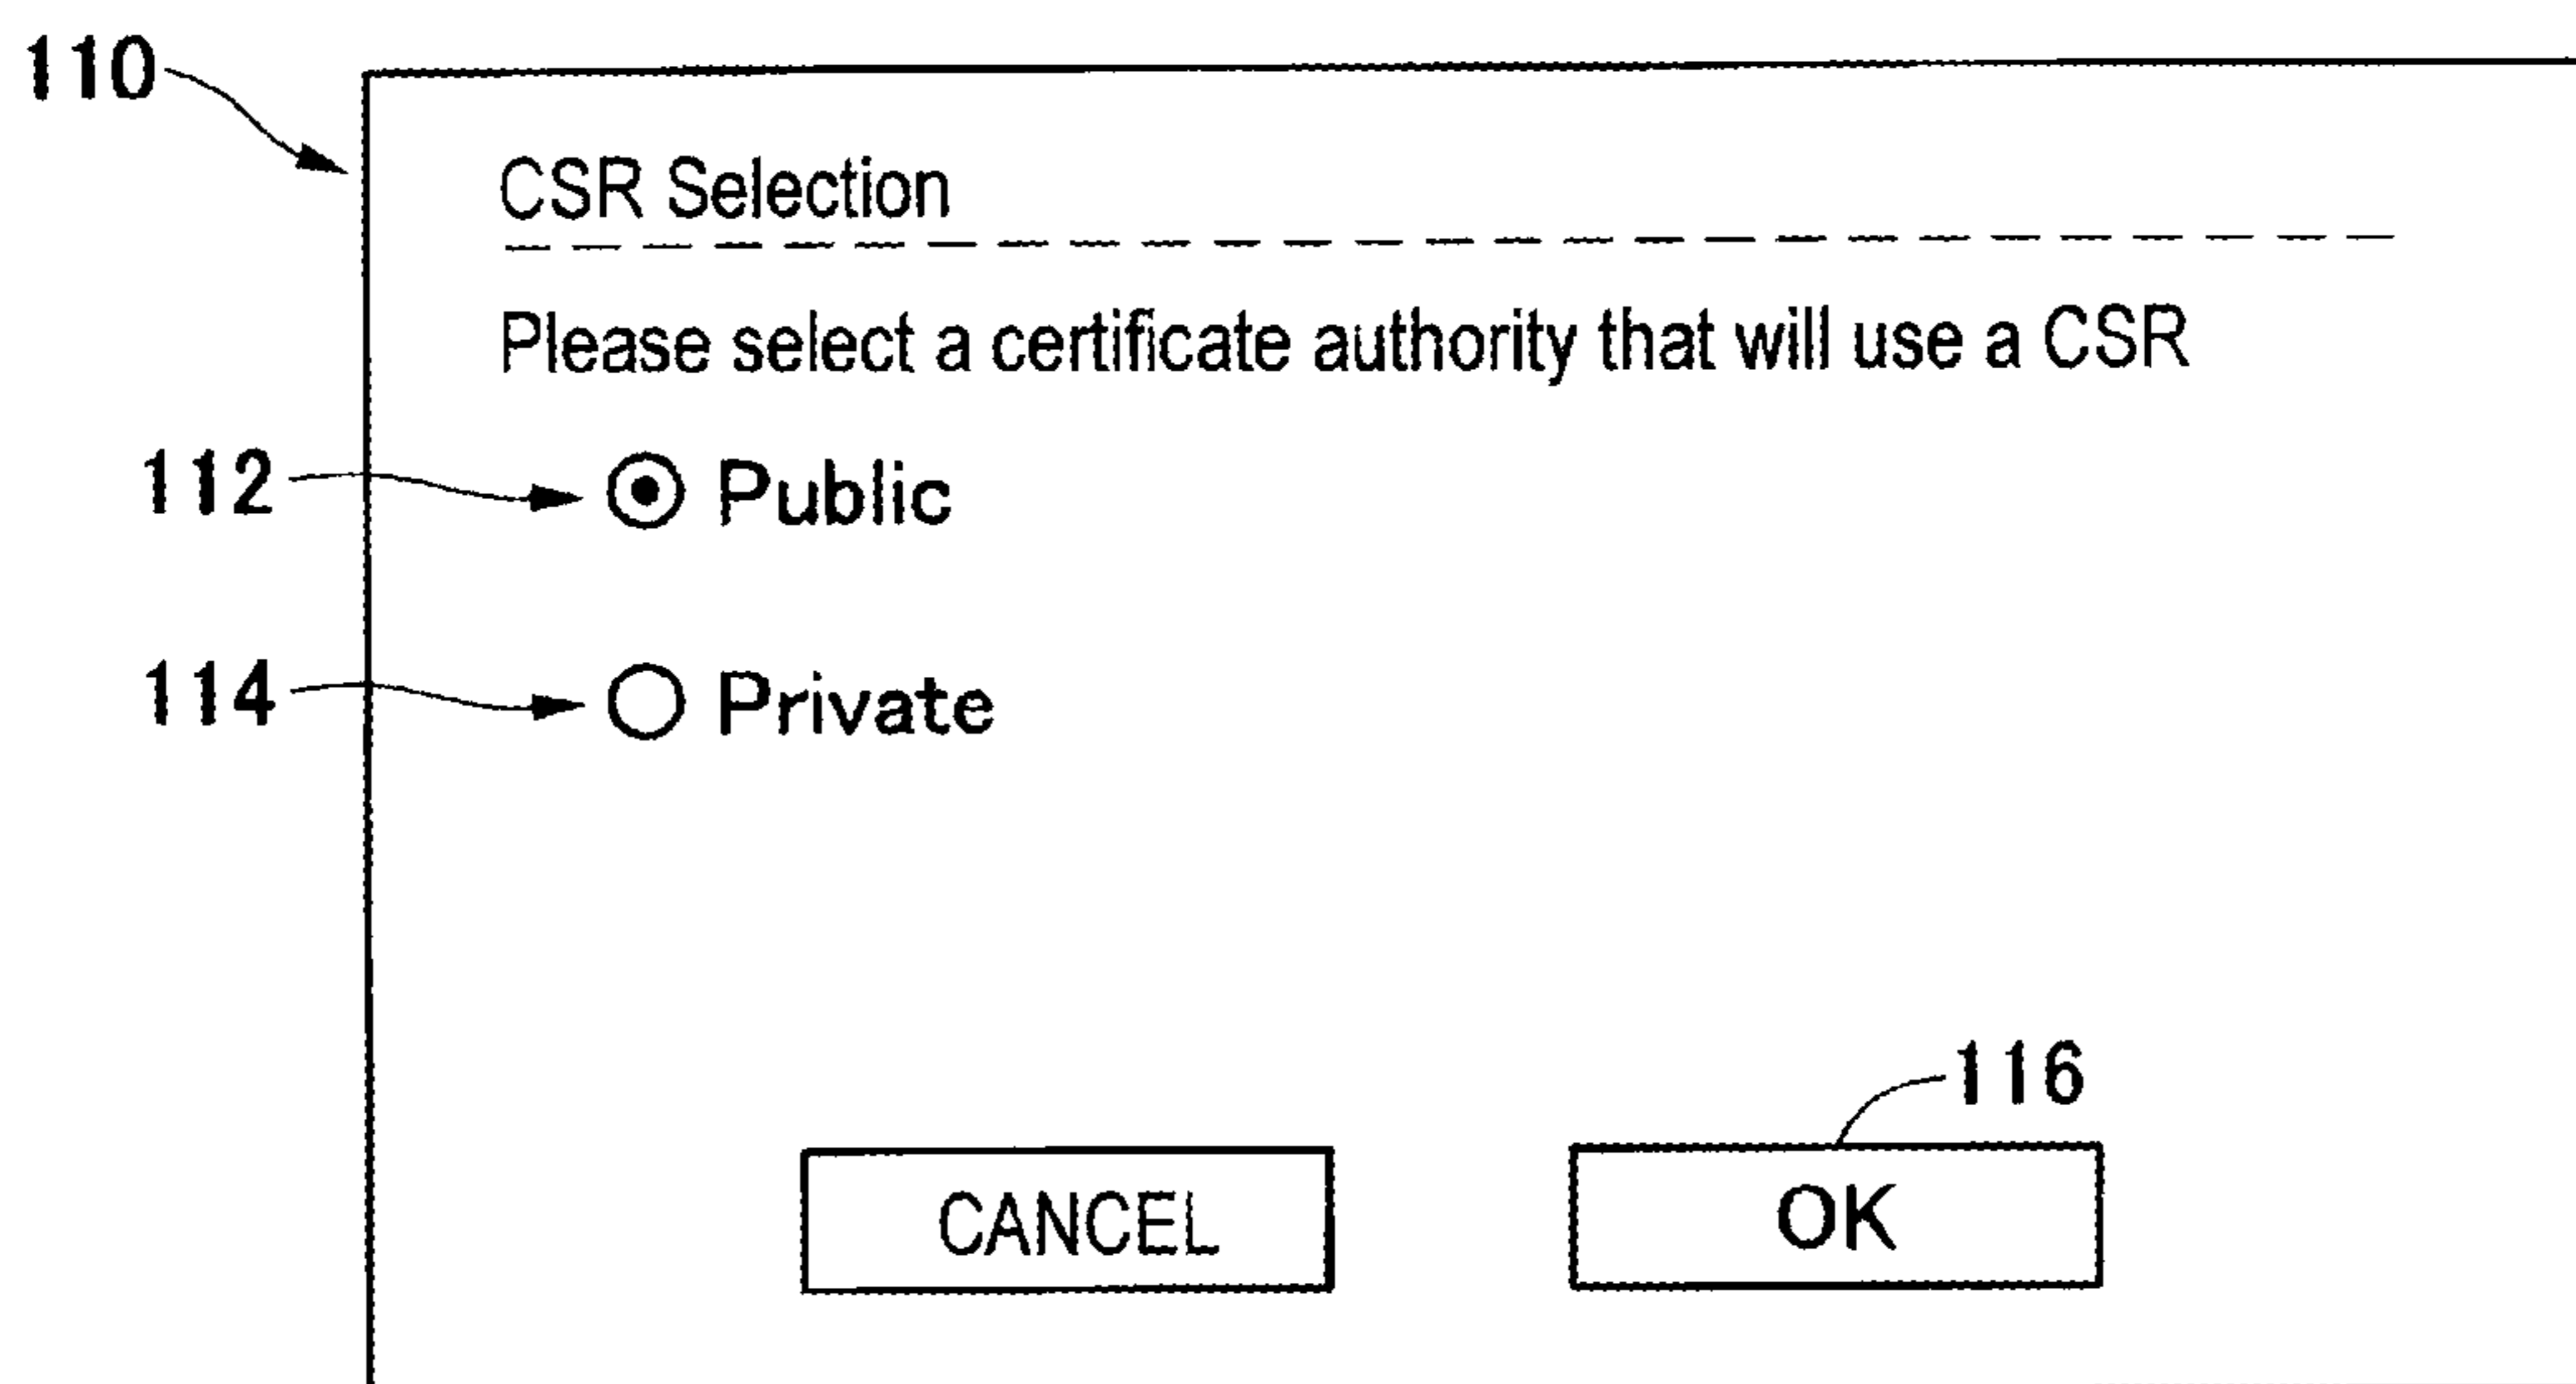 110
CSR Selection
Please select a certificate authority that will use a CSR
112 Public
114 Private
116
CANCEL OK